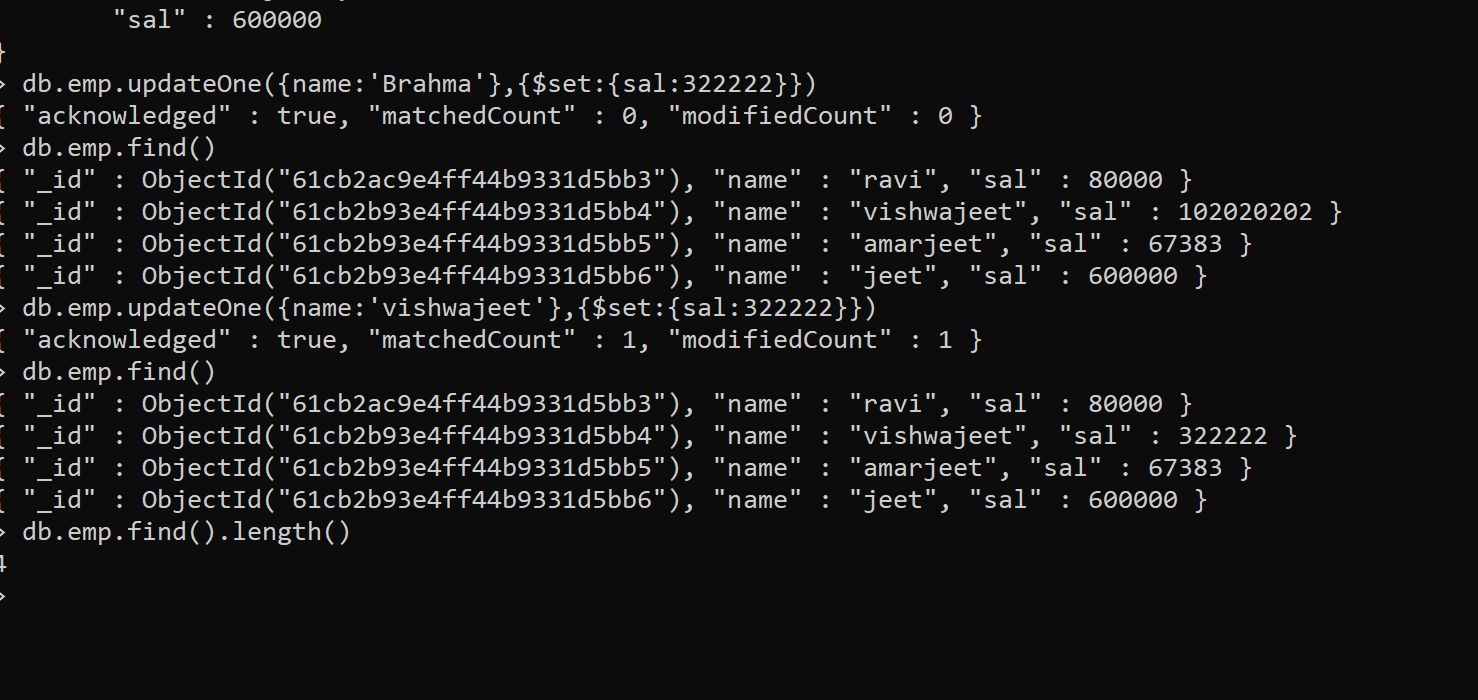 "sal" : 600000
}
> db.emp.updateOne({name:'Brahma'},{$set:{sal:322222}})
{ "acknowledged" : true, "matchedCount" : 0, "modifiedCount" : 0 }
> db.emp.find()
{ "_id" : ObjectId("61cb2ac9e4ff44b9331d5bb3"), "name" : "ravi", "sal" : 80000 }
{ "_id" : ObjectId("61cb2b93e4ff44b9331d5bb4"), "name" : "vishwajeet", "sal" : 102020202 }
{ "_id" : ObjectId("61cb2b93e4ff44b9331d5bb5"), "name" : "amarjeet", "sal" : 67383 }
{ "_id" : ObjectId("61cb2b93e4ff44b9331d5bb6"), "name" : "jeet", "sal" : 600000 }
> db.emp.updateOne({name:'vishwajeet'},{$set:{sal:322222}})
{ "acknowledged" : true, "matchedCount" : 1, "modifiedCount" : 1 }
> db.emp.find()
{ "_id" : ObjectId("61cb2ac9e4ff44b9331d5bb3"), "name" : "ravi", "sal" : 80000 }
{ "_id" : ObjectId("61cb2b93e4ff44b9331d5bb4"), "name" : "vishwajeet", "sal" : 322222 }
{ "_id" : ObjectId("61cb2b93e4ff44b9331d5bb5"), "name" : "amarjeet", "sal" : 67383 }
{ "_id" : ObjectId("61cb2b93e4ff44b9331d5bb6"), "name" : "jeet", "sal" : 600000 }
> db.emp.find().length()
4
>